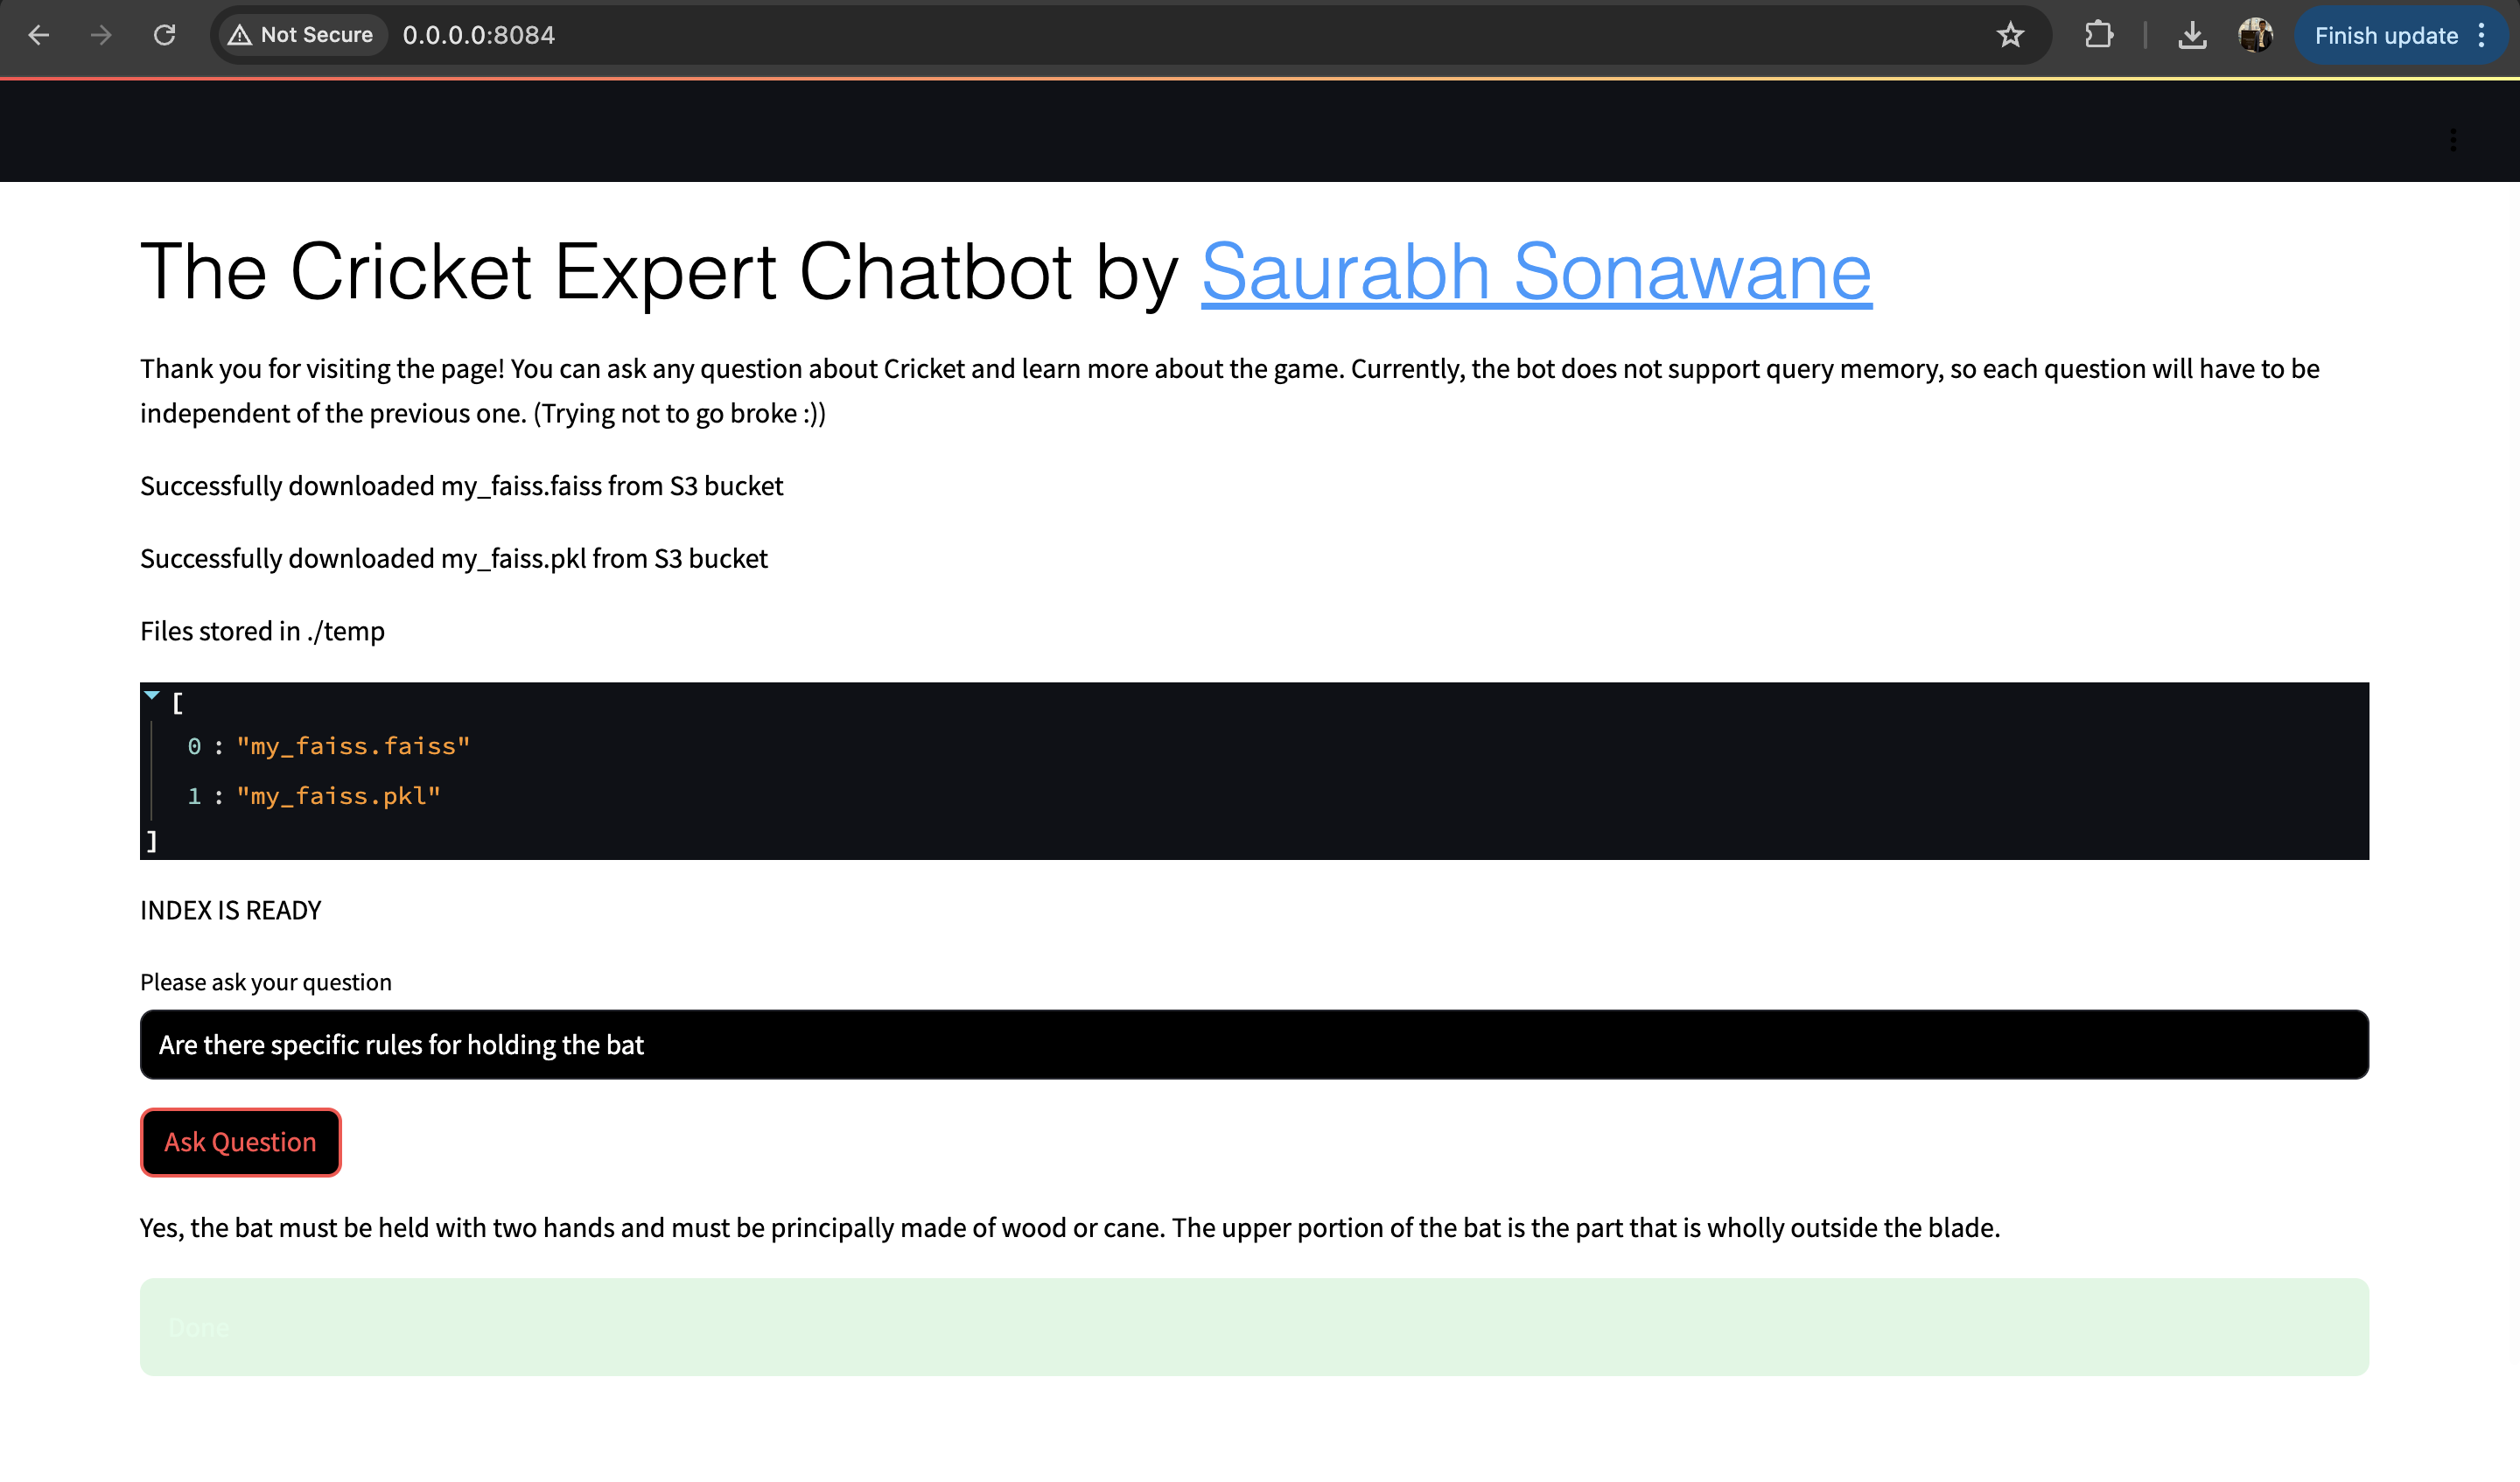 Not Secure 0.0.0.0:8084 Finish update
The Cricket Expert Chatbot by Saurabh Sonawane
Thank you for visiting the page! You can ask any question about Cricket and learn more about the game. Currently, the bot does not support query memory, so each question will have to be
independent of the previous one. (Trying not to go broke :))
Successfully downloaded my_faiss.faiss from S3 bucket
Successfully downloaded my_faiss.pkl from S3 bucket
Files stored in ./temp
[
0 : "my_faiss.faiss"
1 : "my_faiss.pkl"
]
INDEX IS READY
Please ask your question
Are there specific rules for holding the bat
Ask Question
Yes, the bat must be held with two hands and must be principally made of wood or cane. The upper portion of the bat is the part that is wholly outside the blade.
Done